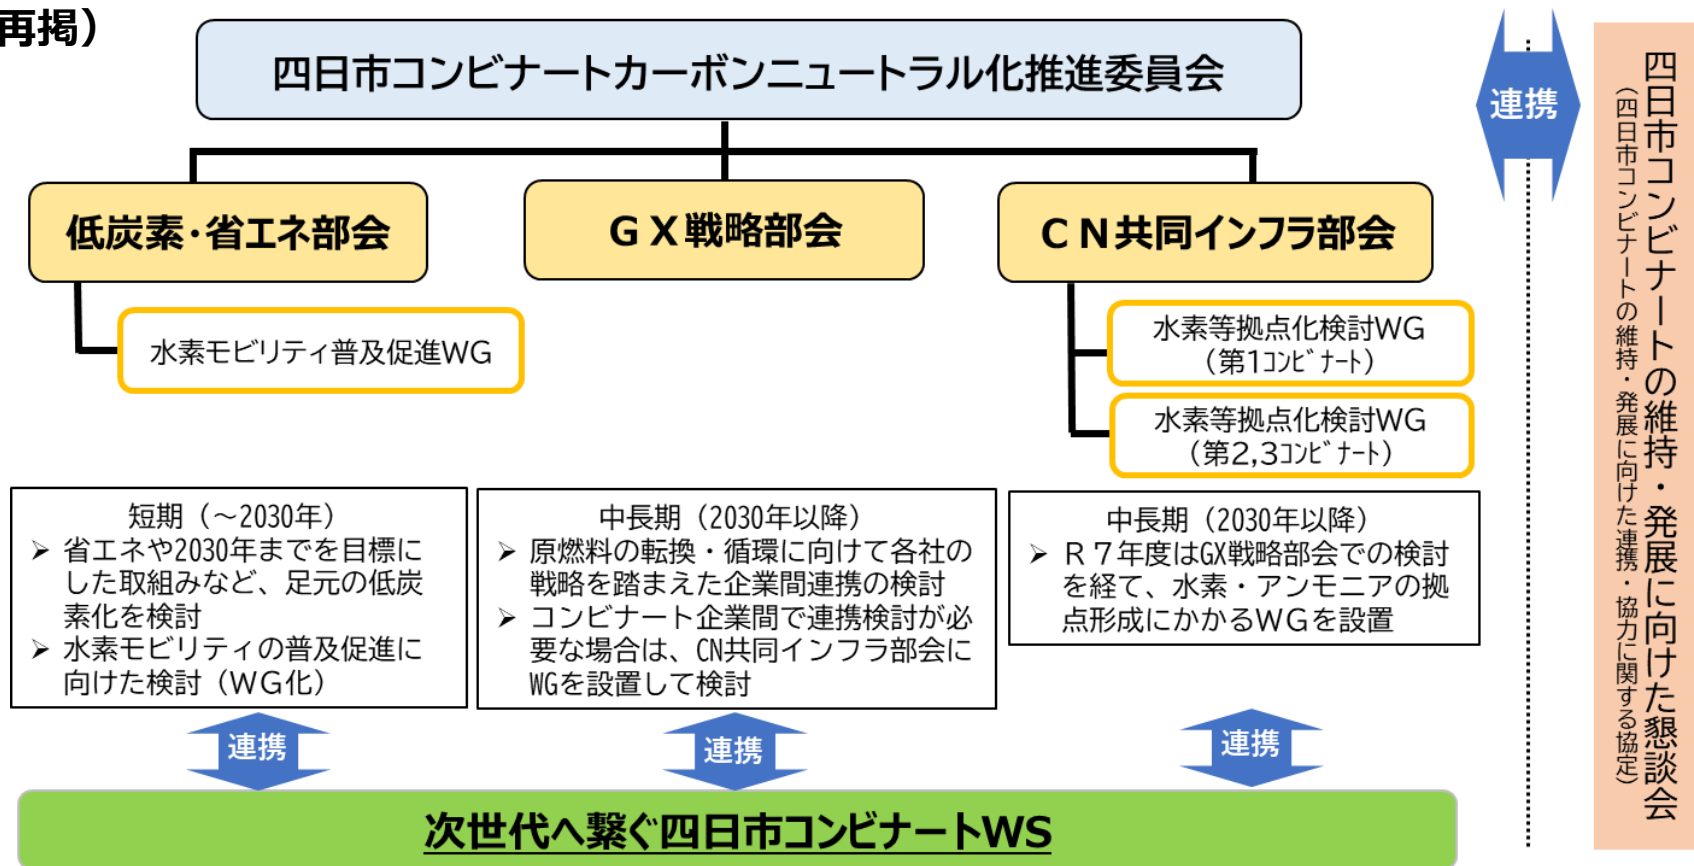 再掲）
四日市コンビナートカーボンニュートラル化推進委員会
低炭素・省エネ部会
ＧＸ戦略部会
ＣＮ共同インフラ部会
水素モビリティ普及促進WG
水素等拠点化検討WG
（第1ｺﾝﾋﾞﾅｰﾄ）
水素等拠点化検討WG
（第2,3ｺﾝﾋﾞﾅｰﾄ）
短期（～2030年）
➢ 省エネや2030年までを目標に
した取組みなど、足元の低炭
素化を検討
➢ 水素モビリティの普及促進に
向けた検討（ＷＧ化）
中長期（2030年以降）
➢ 原燃料の転換・循環に向けて各社の
戦略を踏まえた企業間連携の検討
➢ コンビナート企業間で連携検討が必
要な場合は、CN共同インフラ部会に
WGを設置して検討
中長期（2030年以降）
➢ Ｒ７年度はGX戦略部会での検討
を経て、水素・アンモニアの拠
点形成にかかるＷＧを設置
連携
連携
連携
次世代へ繋ぐ四日市コンビナートWS
連携
四日市コンビナートの維持・発展に向けた懇談会
（四日市コンビナートの維持・発展に向けた連携・協力に関する協定）